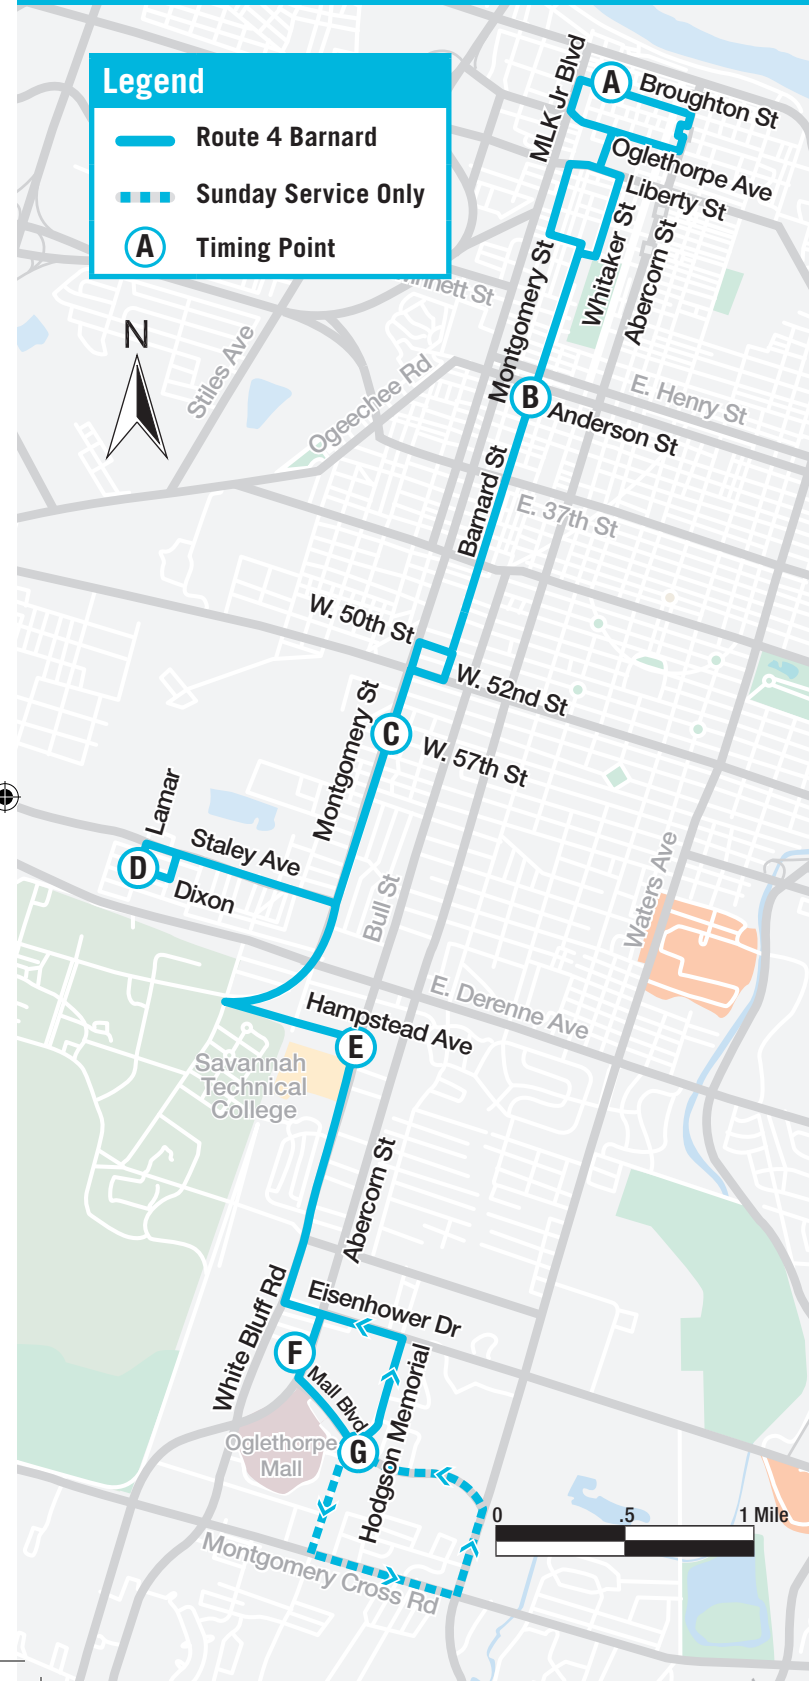 Legend
Route 4 Barnard
Sunday Service Only
A
Timing Point
N
MLK Jr Blvd
A
Broughton St
Oglethorpe Ave
Liberty St
Whitaker St
Abercorn St
Montgomery St
Stiles Ave
Ogeechee Rd
E. Henry St
B
Anderson St
Barnard St
E. 37th St
W. 50th St
W. 52nd St
Montgomery St
C
W. 57th St
Lamar
Staley Ave
D
Dixon
Bull St
Waters Ave
E. Derenne Ave
Hampstead Ave
E
Savannah
Technical
College
Abercorn St
White Bluff Rd
Eisenhower Dr
F
Mall Blvd
Hodgson Memorial
Oglethorpe
Mall
G
Montgomery Cross Rd
0 .5 1 Mile